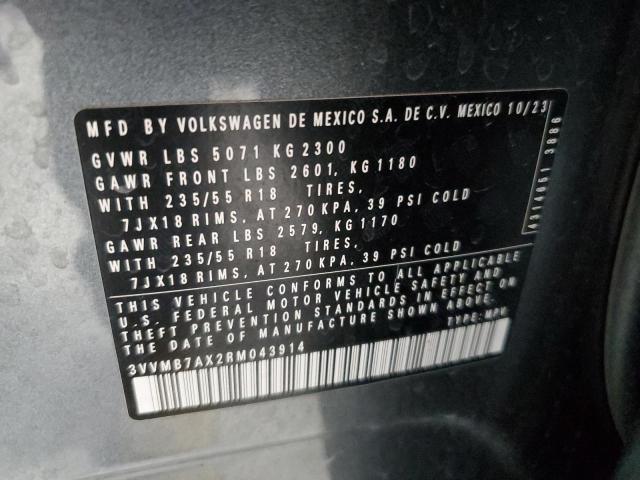 MFD BY VOLKSWAGEN DE MEXICO S.A. DE C.V. MEXICO 10/23
GVWR LBS 5071 KG 2300
GAWR FRONT LBS 2601, KG 1180
WITH 235/55 R18 TIRES,
7JX18 RIMS, AT 270 KPA, 39 PSI COLD
GAWR REAR LBS 2579, KG 1170
WITH 235/55 R18 TIRES,
7JX18 RIMS, AT 270 KPA, 39 PSI COLD
THIS VEHICLE CONFORMS TO ALL APPLICABLE
U.S. FEDERAL MOTOR VEHICLE SAFETY AND
THEFT PREVENTION STANDARDS IN EFFECT ON
THE DATE OF MANUFACTURE SHOWN ABOVE.
3VVMB7AX2RM043914 TYPE: MPV
4314051 3886